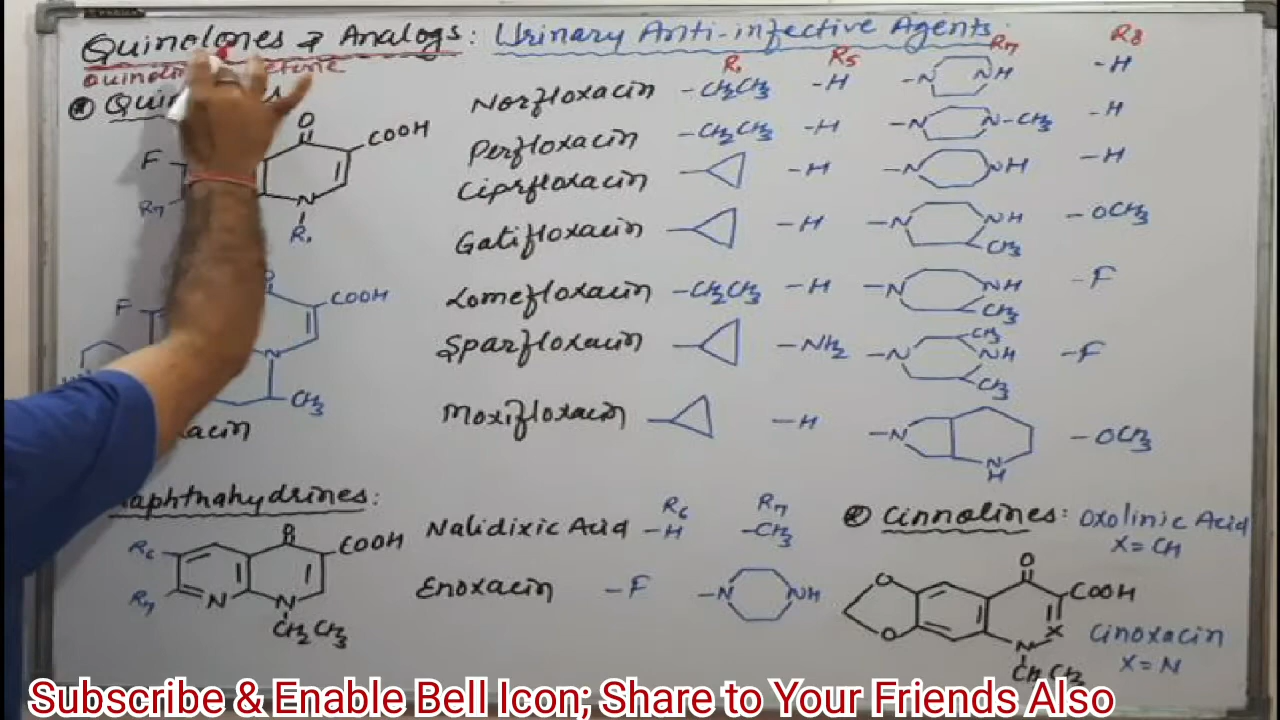 Quinolones & Analogs: Urinary Anti-infective Agents
R1 R5 R7 R8
Norfloxacin -CH2CH3 -H -N NH -H
Perfloxacin -CH2CH3 -H -N N-CH3 -H
Ciprfloxacin -H -N NH -H
Gatifloxacin -H -N NH CH3 -OCH3
Lomefloxacin -CH2CH3 -H -N NH CH3 -F
Sparfloxacin -NH2 -N CH3 NH CH3 -F
Moxifloxacin -H -N N H -OCH3
O COOH
F
R7 N
R1
F COOH
N
CH3
Naphthahydrines:
R6 R7
Nalidixic Acid -H -CH3
Enoxacin -F -N NH
R6 O COOH
R7 N N
CH2CH3
Cinnolines: Oxolinic Acid
X=CH
O O COOH
O N X
CH2CH3
Cinoxacin
X=N
Subscribe & Enable Bell Icon; Share to Your Friends Also